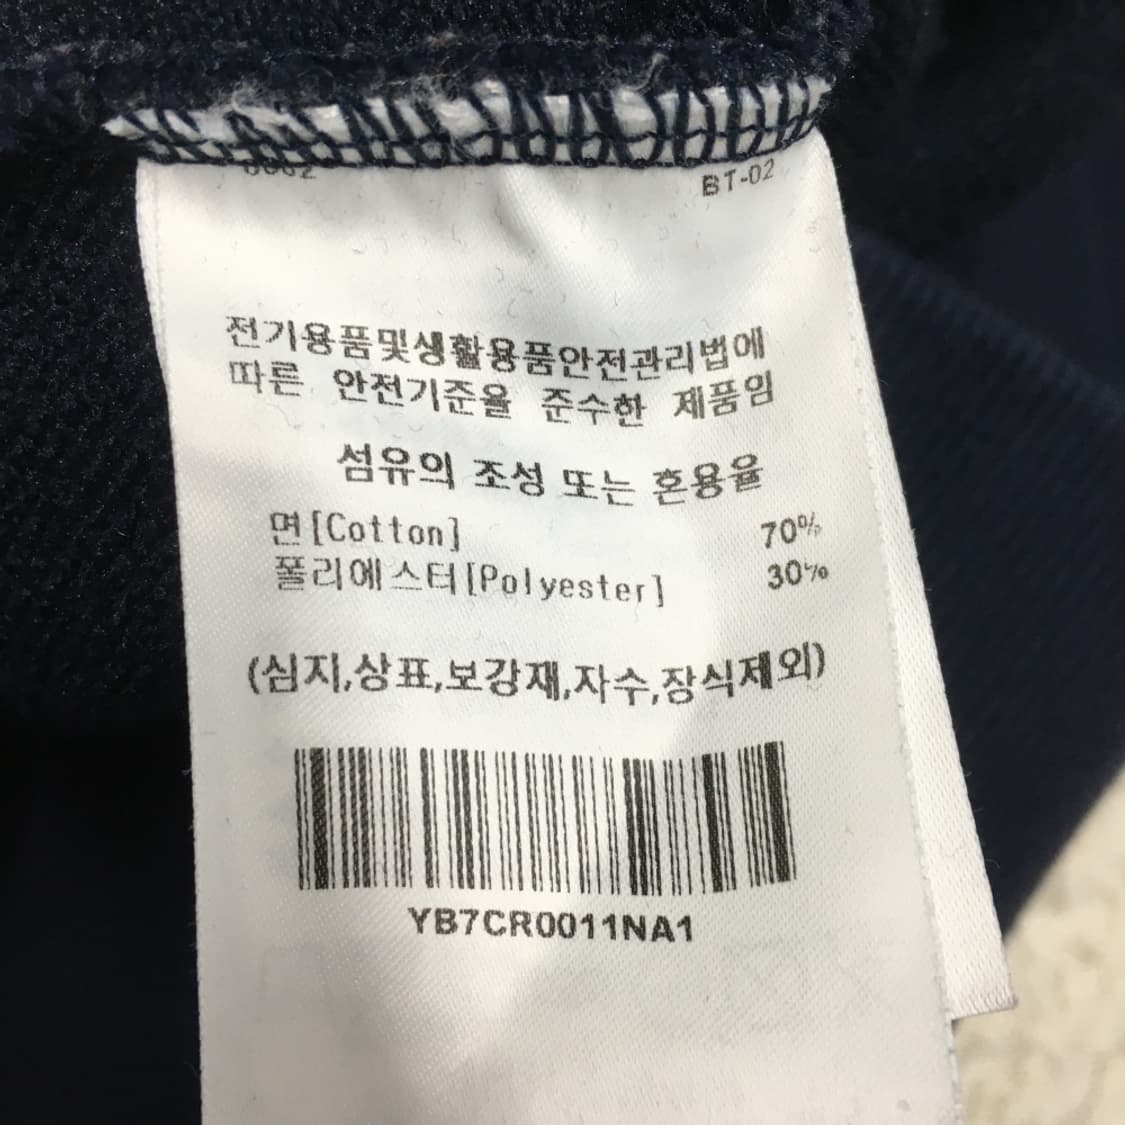 BT-02
전기용품및생활용품안전관리법에
따른 안전기준율 준수한 제품임
섬유의 조성 또는 혼용율
면[Cotton] 70%
폴리에스터[Polyester] 30%
(심지,상표,보강재,자수,장식제외)
YB7CR0011NA1